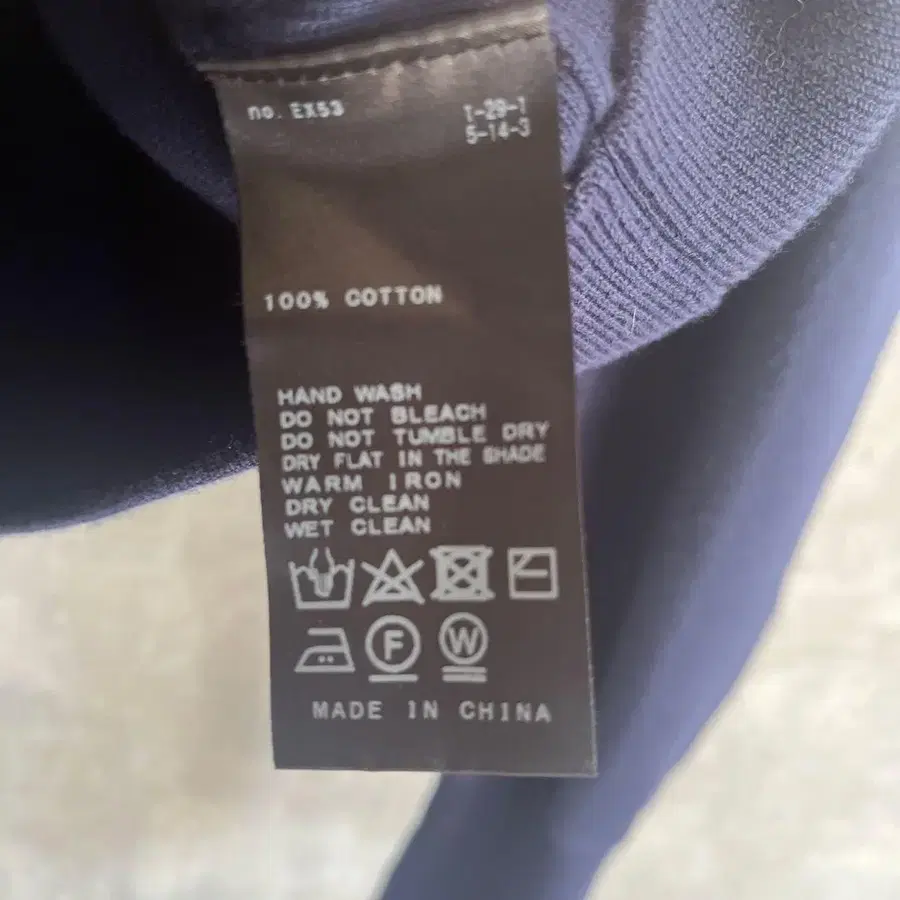 no. EX53
1-29-1
5-14-3
100% COTTON
HAND WASH
DO NOT BLEACH
DO NOT TUMBLE DRY
DRY FLAT IN THE SHADE
WARM IRON
DRY CLEAN
WET CLEAN
F W
MADE IN CHINA